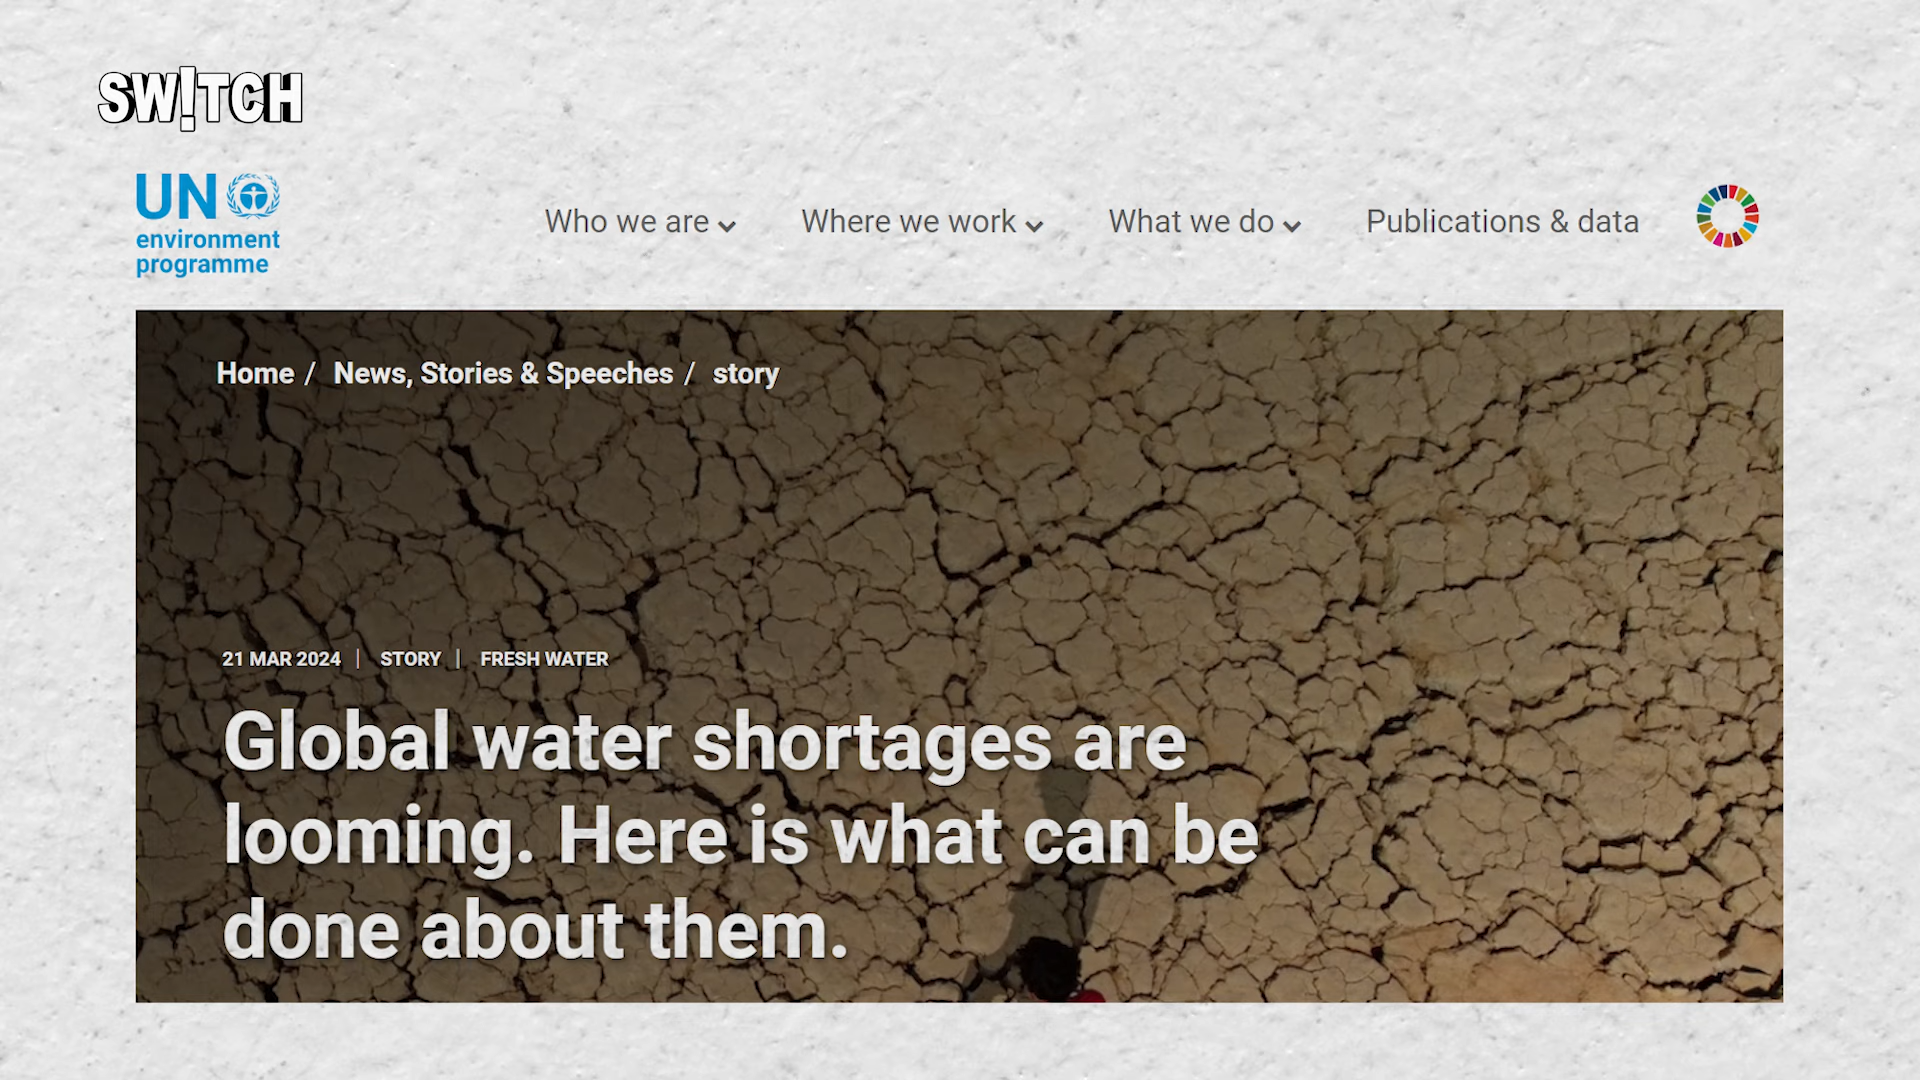 SW!TCH
UN
environment
programme
Who we are
Where we work
What we do
Publications & data
Home / News, Stories & Speeches / story
21 MAR 2024 | STORY | FRESH WATER
Global water shortages are
looming. Here is what can be
done about them.